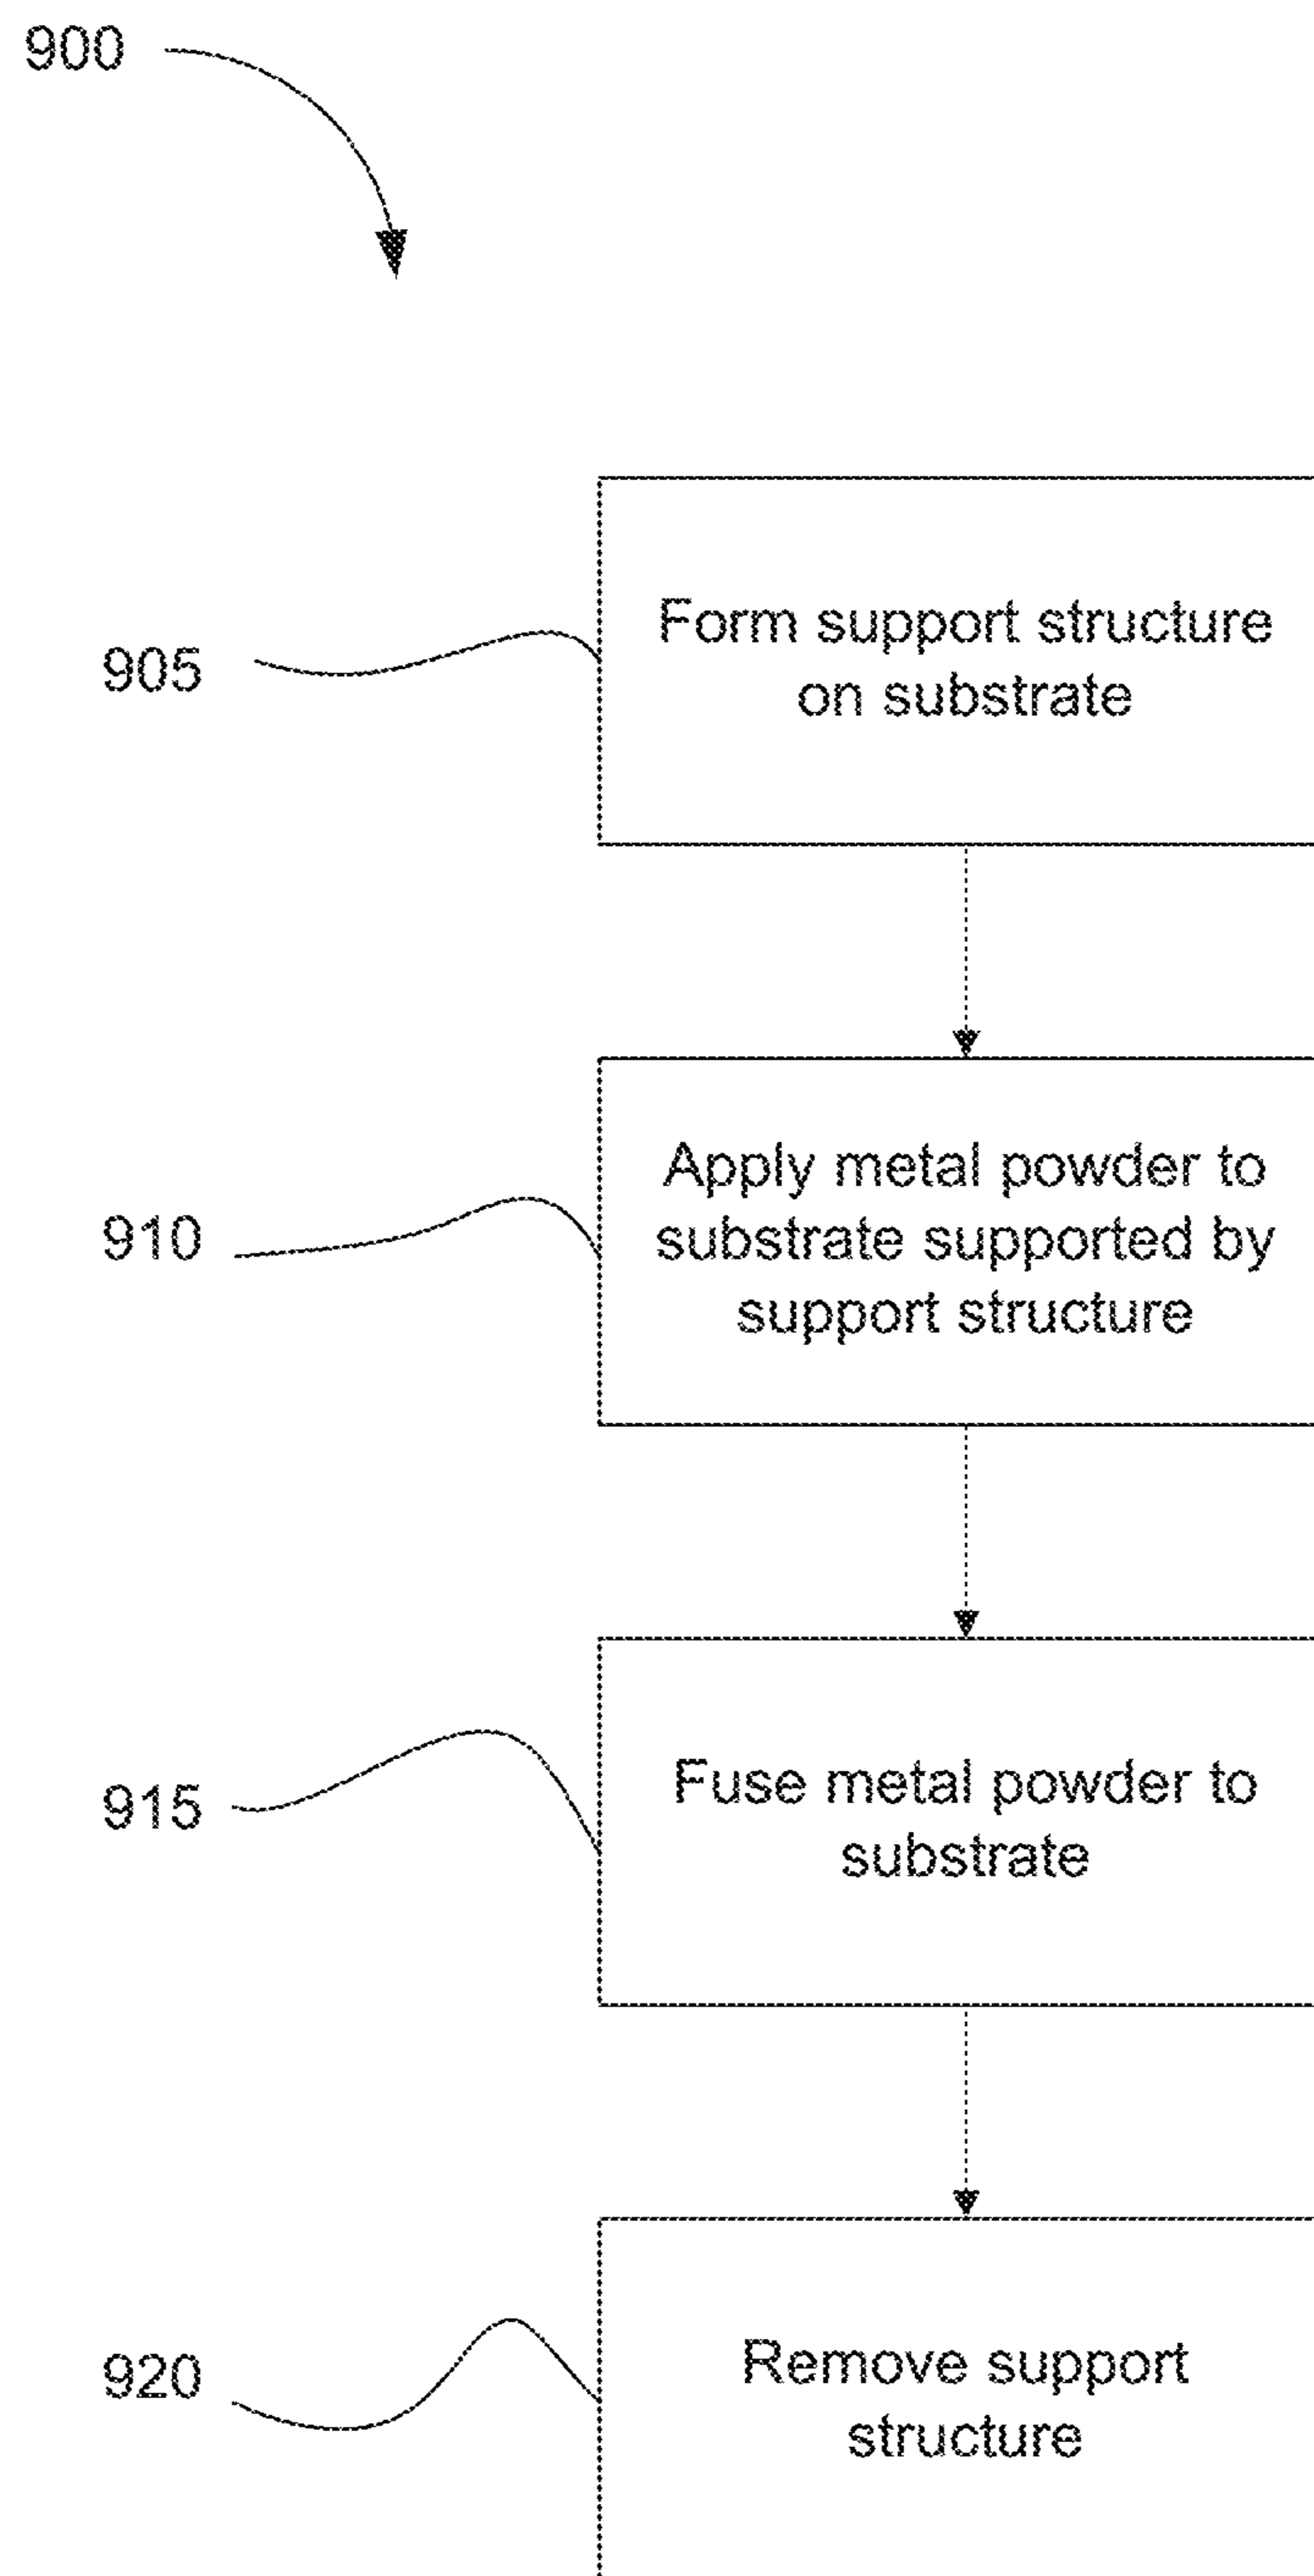 900
905
Form support structure
on substrate
910
Apply metal powder to
substrate supported by
support structure
915
Fuse metal powder to
substrate
920
Remove support
structure